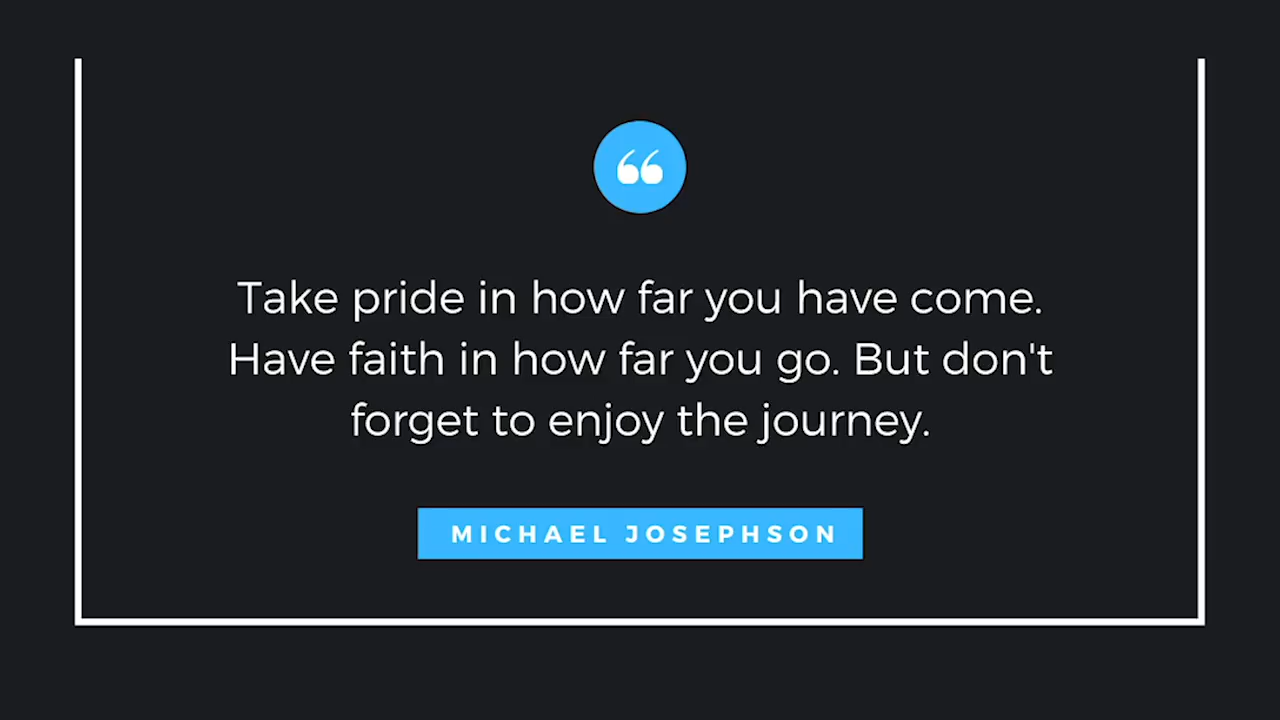 “
Take pride in how far you have come.
Have faith in how far you go. But don't
forget to enjoy the journey.
MICHAEL JOSEPHSON